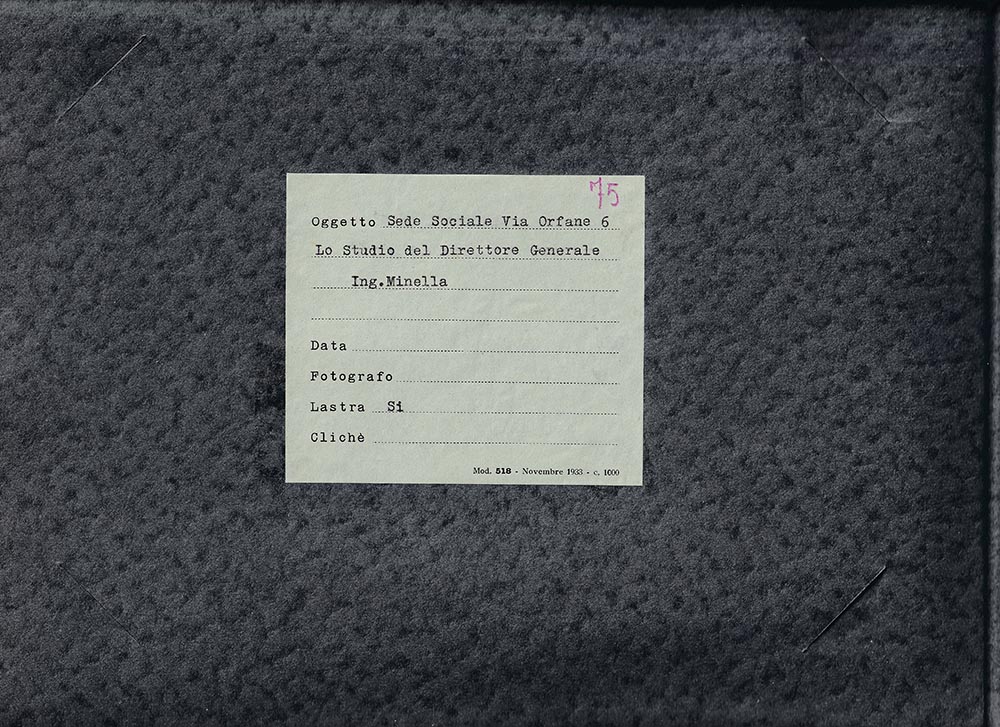 75
Oggetto Sede Sociale Via Orfane 6
Lo Studio del Direttore Generale
Ing.Minella
Data
Fotografo
Lastra Si
Clichè
Mod. 518 - Novembre 1933 - c. 1000